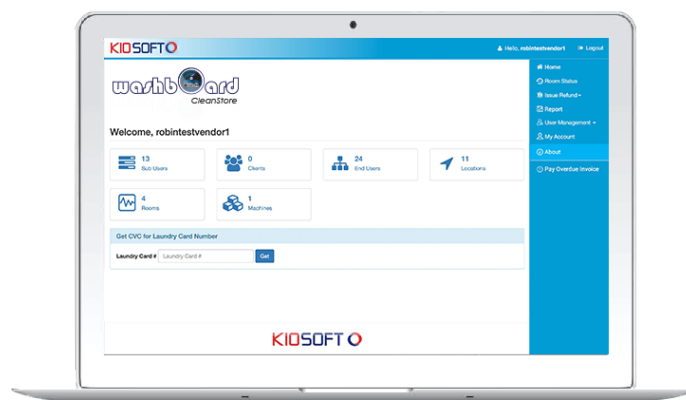 KIOSOFT
Hello, robintestvendor1 Logout
washboard
CleanStore
Welcome, robintestvendor1
13
Sub Users
0
Clients
24
End Users
11
Locations
4
Rooms
1
Machines
Get CVC for Laundry Card Number
Laundry Card # Laundry Card # Get
Home
Room Status
Issue Refund
Report
User Management
My Account
About
Pay Overdue Invoice
KIOSOFT